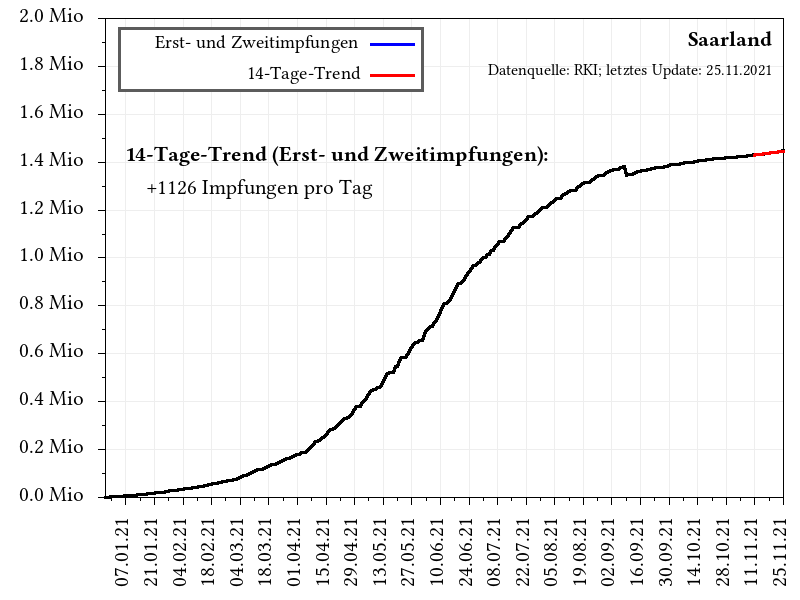 2.0 Mio
1.8 Mio
1.6 Mio
1.4 Mio
1.2 Mio
1.0 Mio
0.8 Mio
0.6 Mio
0.4 Mio
0.2 Mio
0.0 Mio
Erst- und Zweitimpfungen
14-Tage-Trend
Saarland
Datenquelle: RKI; letztes Update: 25.11.2021
14-Tage-Trend (Erst- und Zweitimpfungen):
+1126 Impfungen pro Tag
07.01.21
21.01.21
04.02.21
18.02.21
04.03.21
18.03.21
01.04.21
15.04.21
29.04.21
13.05.21
27.05.21
10.06.21
24.06.21
08.07.21
22.07.21
05.08.21
19.08.21
02.09.21
16.09.21
30.09.21
14.10.21
28.10.21
11.11.21
25.11.21